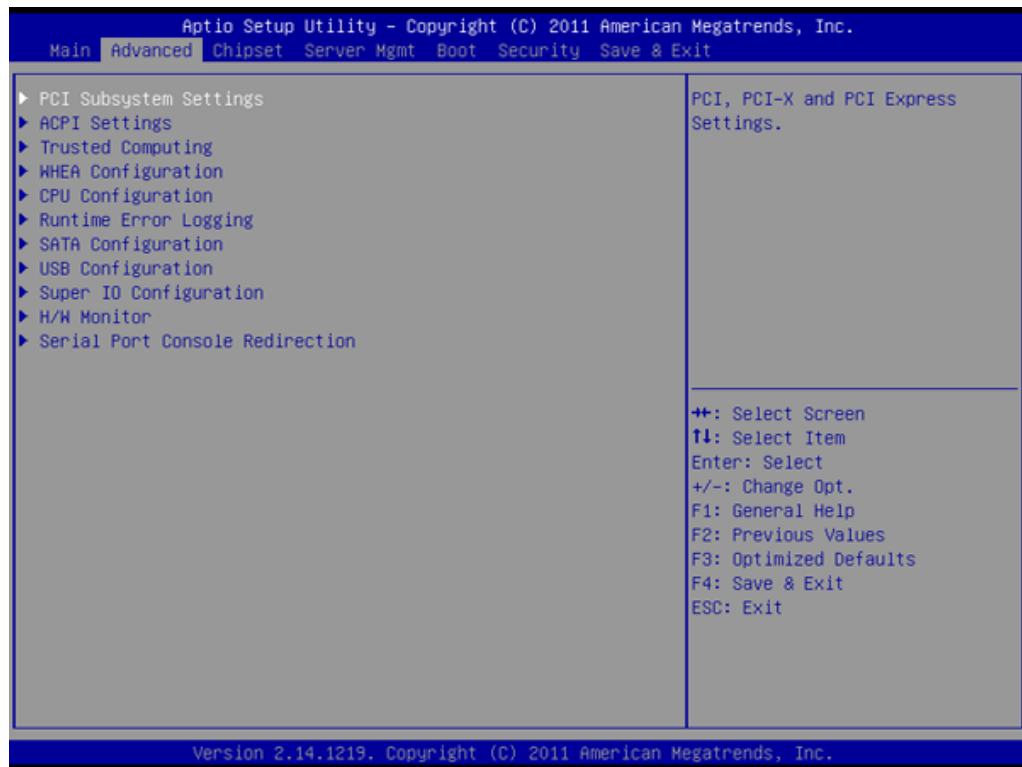 Aptio Setup Utility – Copyright (C) 2011 American Megatrends, Inc.
Main Advanced Chipset Server Mgmt Boot Security Save & Exit
PCI Subsystem Settings
ACPI Settings
Trusted Computing
WHEA Configuration
CPU Configuration
Runtime Error Logging
SATA Configuration
USB Configuration
Super IO Configuration
H/W Monitor
Serial Port Console Redirection
PCI, PCI-X and PCI Express
Settings.
→←: Select Screen
↑↓: Select Item
Enter: Select
+/-: Change Opt.
F1: General Help
F2: Previous Values
F3: Optimized Defaults
F4: Save & Exit
ESC: Exit
Version 2.14.1219. Copyright (C) 2011 American Megatrends, Inc.